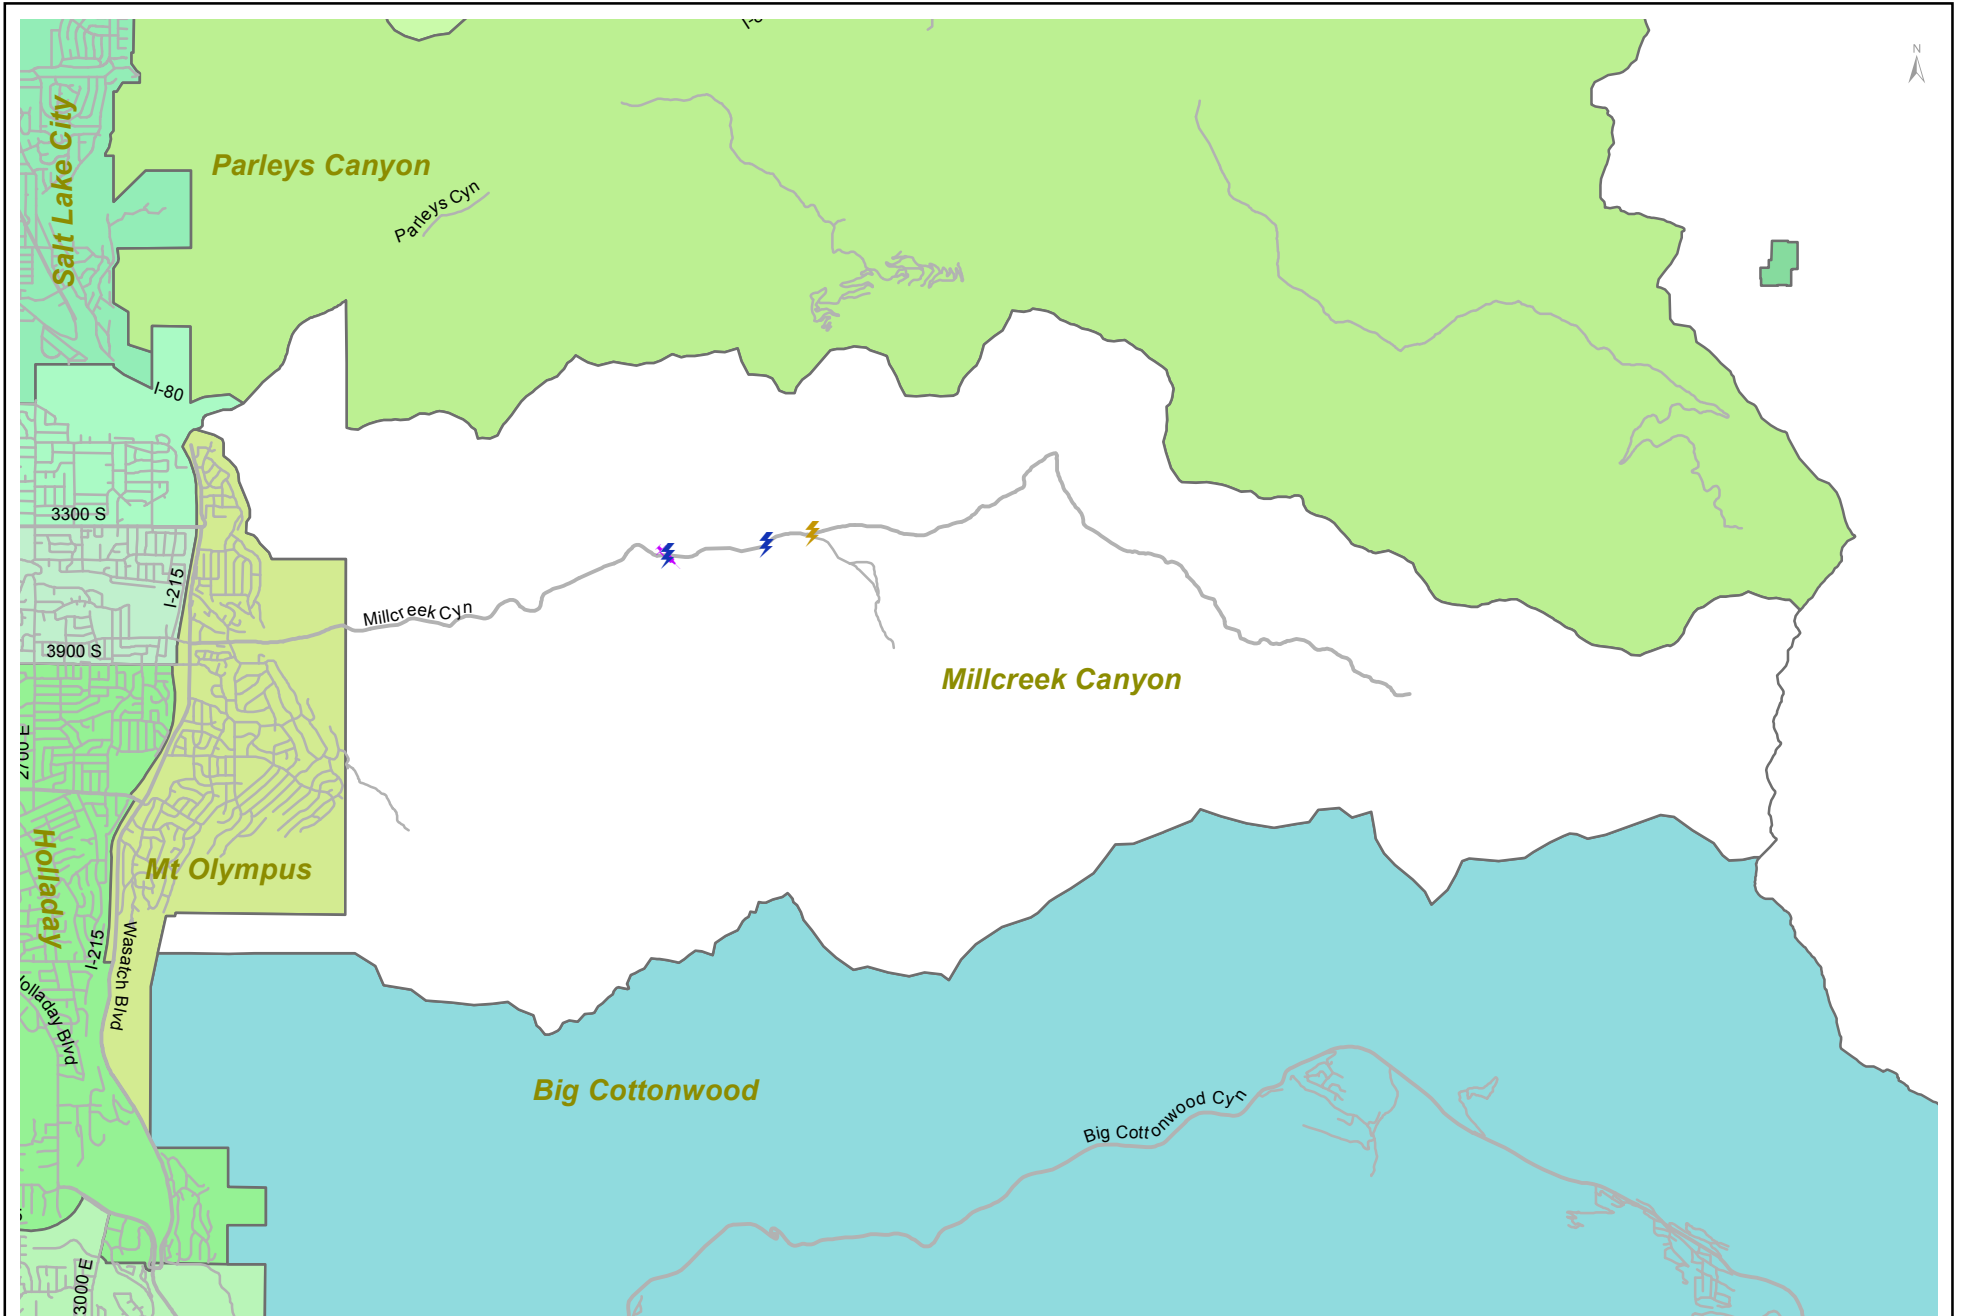 N
Salt Lake City
Parleys Canyon
Parleys Cyn
I-80
3300 S
I-215
Millcreek Cyn
3900 S
Millcreek Canyon
2700 E
Holladay
Mt Olympus
I-215
Wasatch Blvd
Holladay Blvd
Big Cottonwood
Big Cottonwood Cyn
3000 E